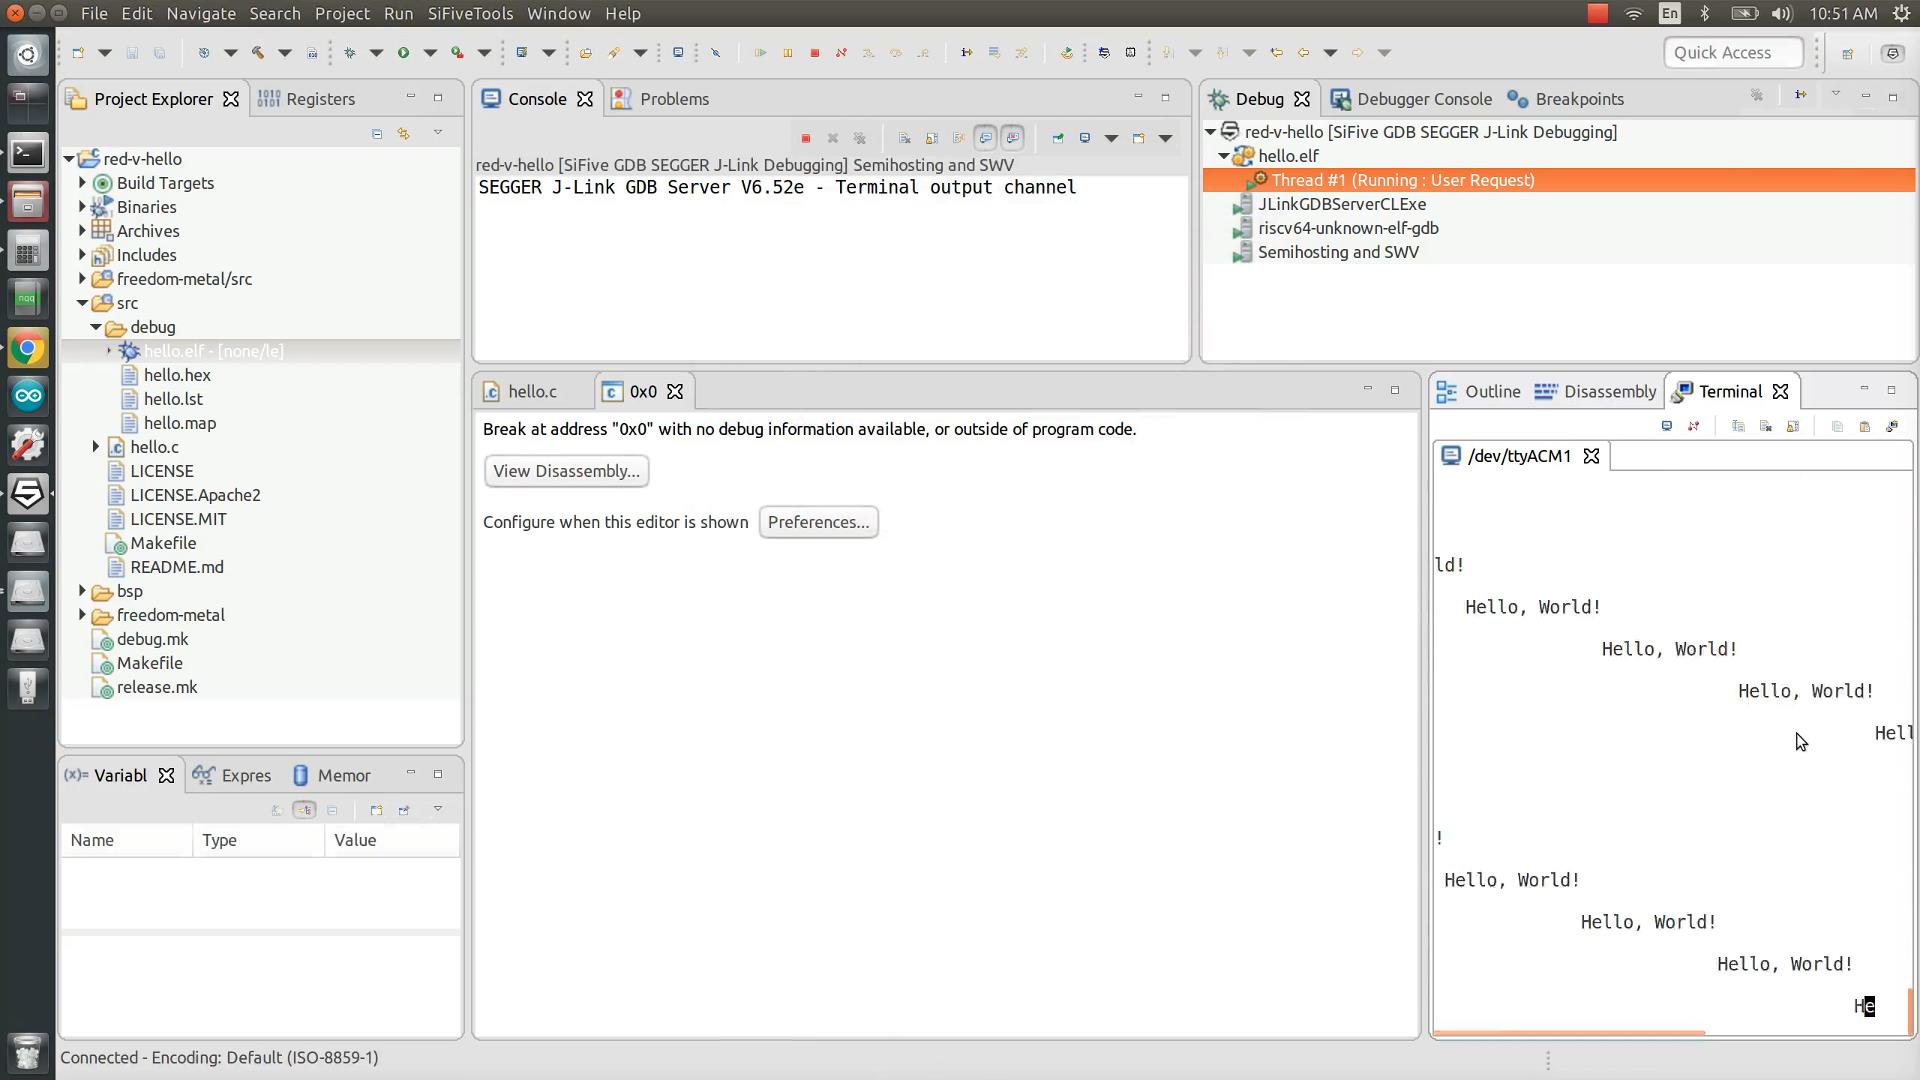 File Edit Navigate Search Project Run SiFiveTools Window Help
En
10:51 AM
Quick Access
Project Explorer
Registers
red-v-hello
Build Targets
Binaries
Archives
Includes
freedom-metal/src
src
debug
hello.elf - [none/le]
hello.hex
hello.lst
hello.map
hello.c
LICENSE
LICENSE.Apache2
LICENSE.MIT
Makefile
README.md
bsp
freedom-metal
debug.mk
Makefile
release.mk
(x)= Variabl
Expres
Memor
Name Type Value
Console
Problems
red-v-hello [SiFive GDB SEGGER J-Link Debugging] Semihosting and SWV
SEGGER J-Link GDB Server V6.52e - Terminal output channel
hello.c
0x0
Break at address "0x0" with no debug information available, or outside of program code.
View Disassembly...
Configure when this editor is shown
Preferences...
Debug
Debugger Console
Breakpoints
red-v-hello [SiFive GDB SEGGER J-Link Debugging]
hello.elf
Thread #1 (Running : User Request)
JLinkGDBServerCLExe
riscv64-unknown-elf-gdb
Semihosting and SWV
Outline
Disassembly
Terminal
/dev/ttyACM1
ld!
Hello, World!
Hello, World!
Hello, World!
Hell
!
Hello, World!
Hello, World!
Hello, World!
He
Connected - Encoding: Default (ISO-8859-1)